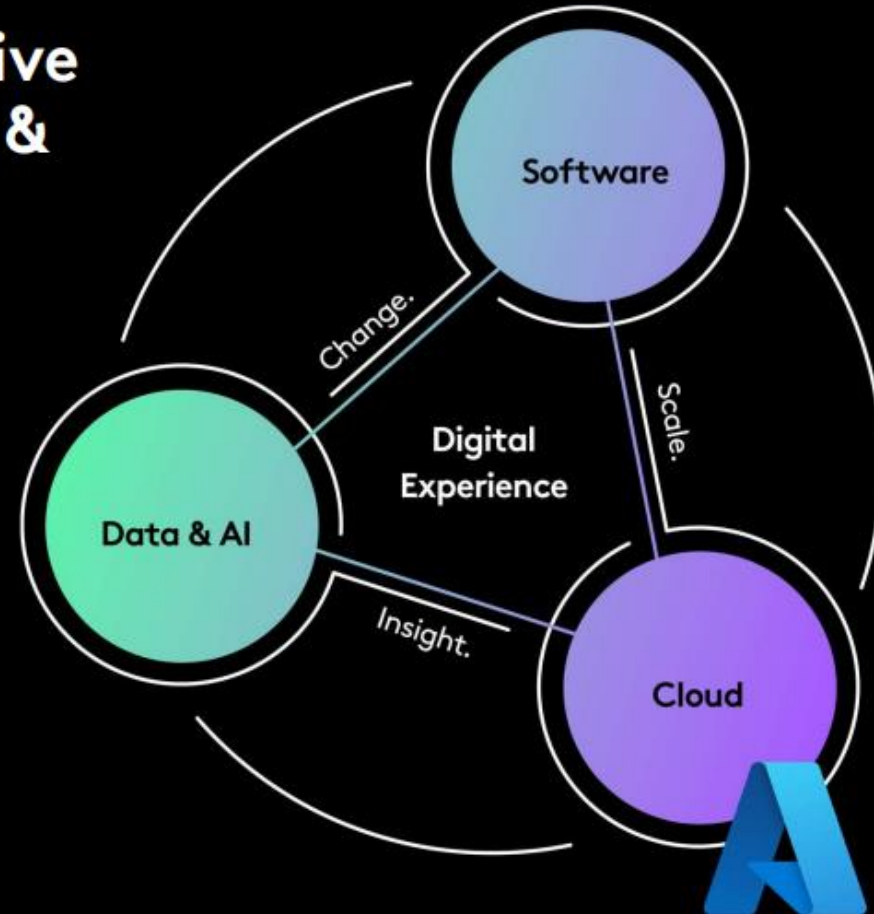 ive
&
Software
Change.
Scale.
Digital
Experience
Data & AI
Insight.
Cloud